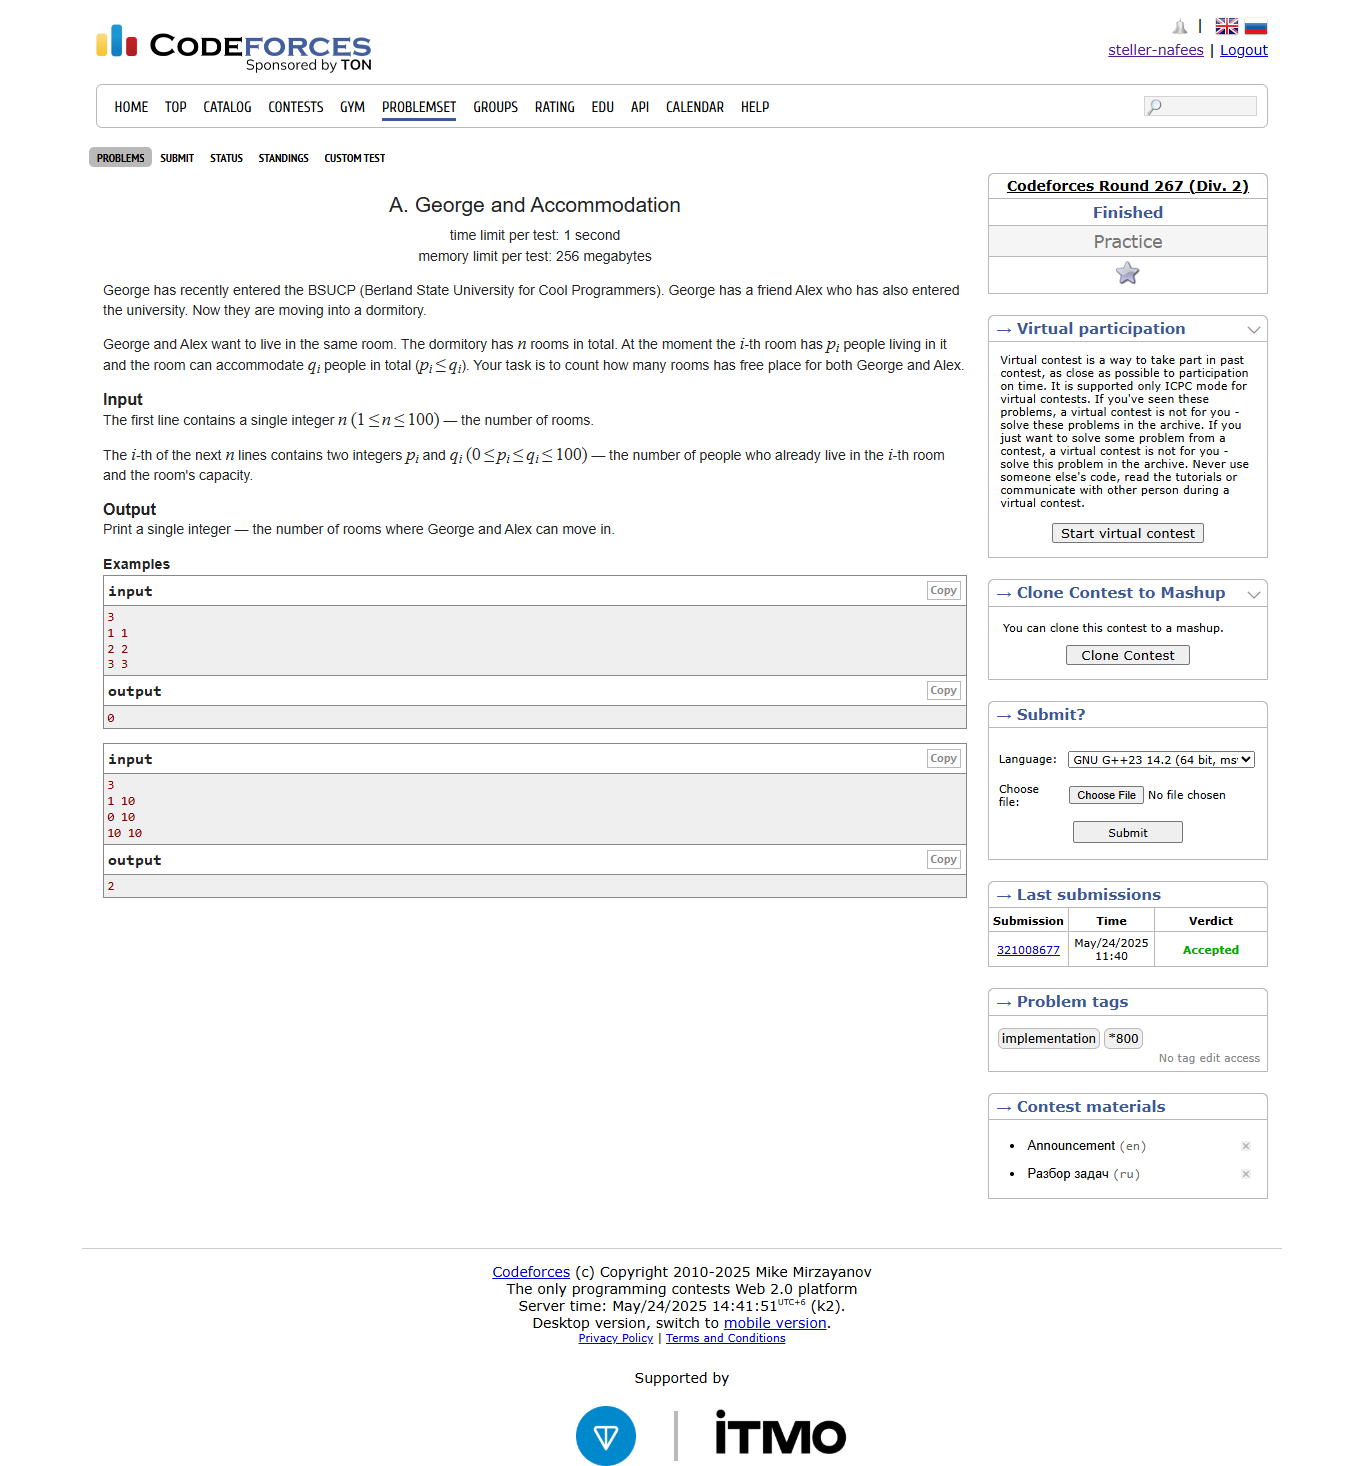 CODEFORCES
Sponsored by TON
steller-nafees | Logout
HOME TOP CATALOG CONTESTS GYM PROBLEMSET GROUPS RATING EDU API CALENDAR HELP
PROBLEMS SUBMIT STATUS STANDINGS CUSTOM TEST
A. George and Accommodation
time limit per test: 1 second
memory limit per test: 256 megabytes
George has recently entered the BSUCP (Berland State University for Cool Programmers). George has a friend Alex who has also entered
the university. Now they are moving into a dormitory.
George and Alex want to live in the same room. The dormitory has n rooms in total. At the moment the i-th room has pi people living in it
and the room can accommodate qi people in total (pi ≤ qi). Your task is to count how many rooms has free place for both George and Alex.
Input
The first line contains a single integer n (1 ≤ n ≤ 100) — the number of rooms.
The i-th of the next n lines contains two integers pi and qi (0 ≤ pi ≤ qi ≤ 100) — the number of people who already live in the i-th room
and the room's capacity.
Output
Print a single integer — the number of rooms where George and Alex can move in.
Examples
input Copy
3
1 1
2 2
3 3
output Copy
0
input Copy
3
1 10
0 10
10 10
output Copy
2
Codeforces Round 267 (Div. 2)
Finished
Practice
→ Virtual participation
Virtual contest is a way to take part in past
contest, as close as possible to participation
on time. It is supported only ICPC mode for
virtual contests. If you've seen these
problems, a virtual contest is not for you -
solve these problems in the archive. If you
just want to solve some problem from a
contest, a virtual contest is not for you -
solve this problem in the archive. Never use
someone else's code, read the tutorials or
communicate with other person during a
virtual contest.
Start virtual contest
→ Clone Contest to Mashup
You can clone this contest to a mashup.
Clone Contest
→ Submit?
Language: GNU G++23 14.2 (64 bit, ms
Choose
file: Choose File No file chosen
Submit
→ Last submissions
Submission Time Verdict
321008677 May/24/2025
11:40 Accepted
→ Problem tags
implementation *800
No tag edit access
→ Contest materials
• Announcement (en)
• Разбор задач (ru)
Codeforces (c) Copyright 2010-2025 Mike Mirzayanov
The only programming contests Web 2.0 platform
Server time: May/24/2025 14:41:51 UTC+6 (k2).
Desktop version, switch to mobile version.
Privacy Policy | Terms and Conditions
Supported by
iTMO